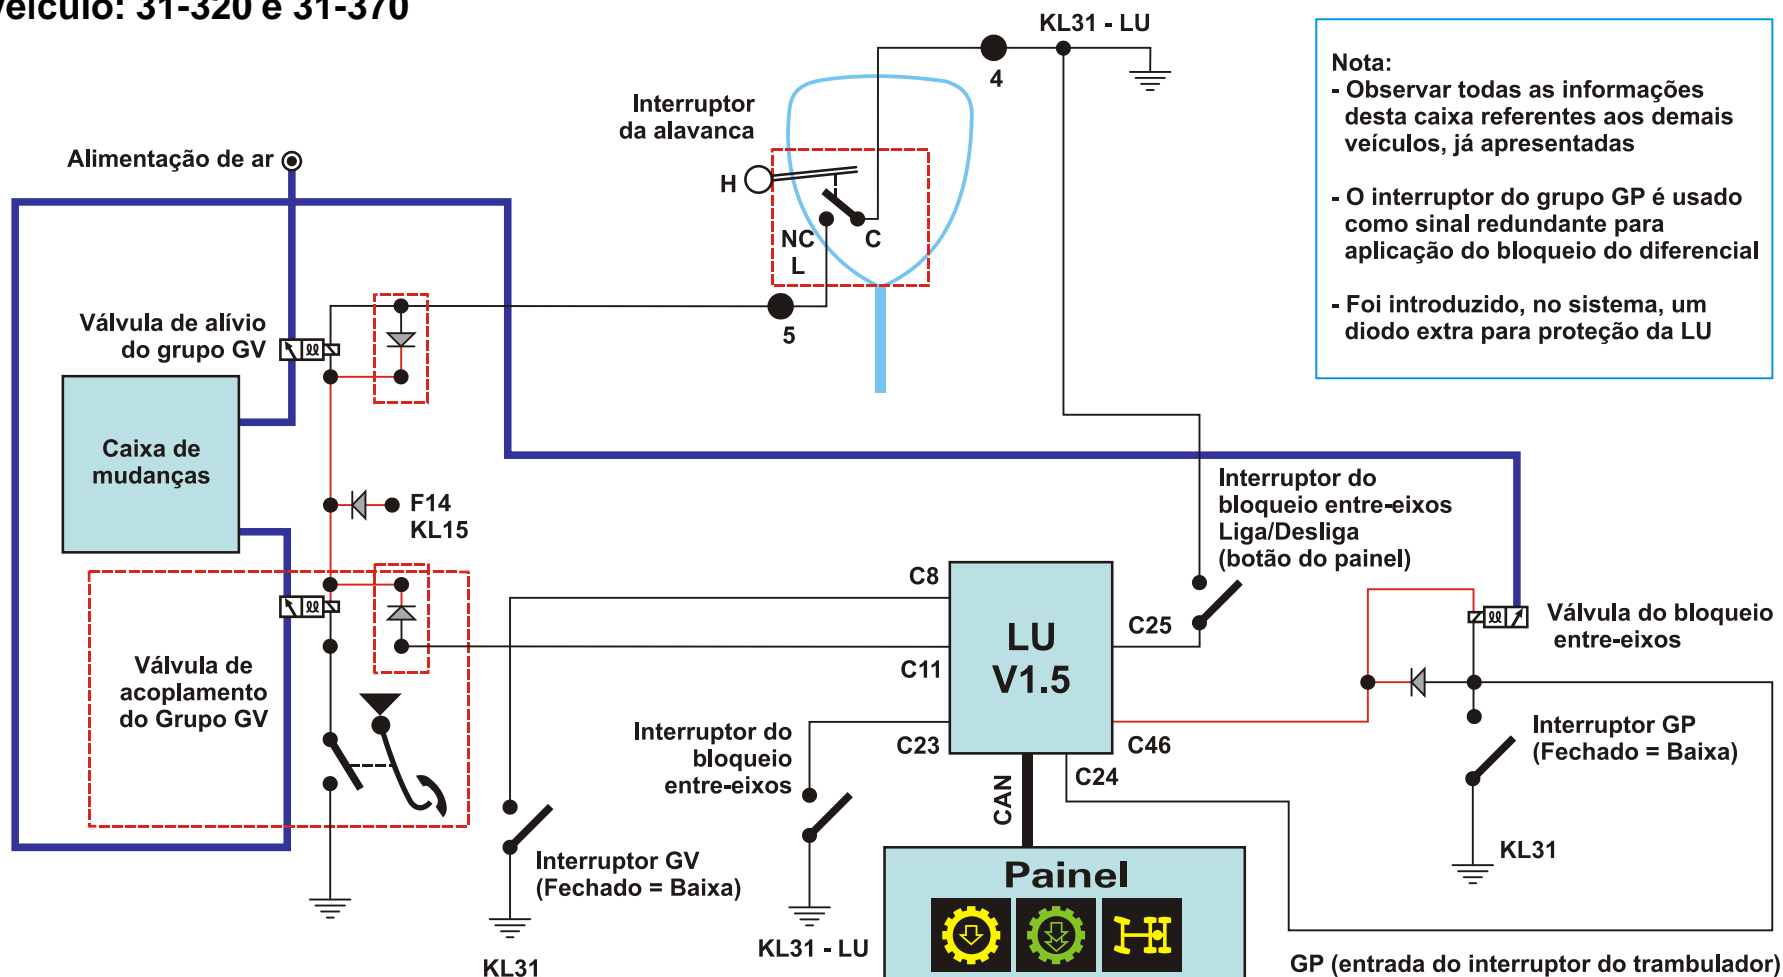 veículo: 31-320 e 31-370
KL31 - LU
4
Interruptor
da alavanca
H
NC
L
C
5
Nota:
- Observar todas as informações
desta caixa referentes aos demais
veículos, já apresentadas
- O interruptor do grupo GP é usado
como sinal redundante para
aplicação do bloqueio do diferencial
- Foi introduzido, no sistema, um
diodo extra para proteção da LU
Alimentação de ar
Válvula de alívio
do grupo GV
Caixa de
mudanças
F14
KL15
Válvula de
acoplamento
do Grupo GV
Interruptor do
bloqueio entre-eixos
Liga/Desliga
(botão do painel)
C8
C11
C23
C25
C46
C24
LU
V1.5
CAN
Válvula do bloqueio
entre-eixos
Interruptor GP
(Fechado = Baixa)
KL31
Interruptor do
bloqueio
entre-eixos
KL31 - LU
Interruptor GV
(Fechado = Baixa)
KL31
Painel
GP (entrada do interruptor do trambulador)